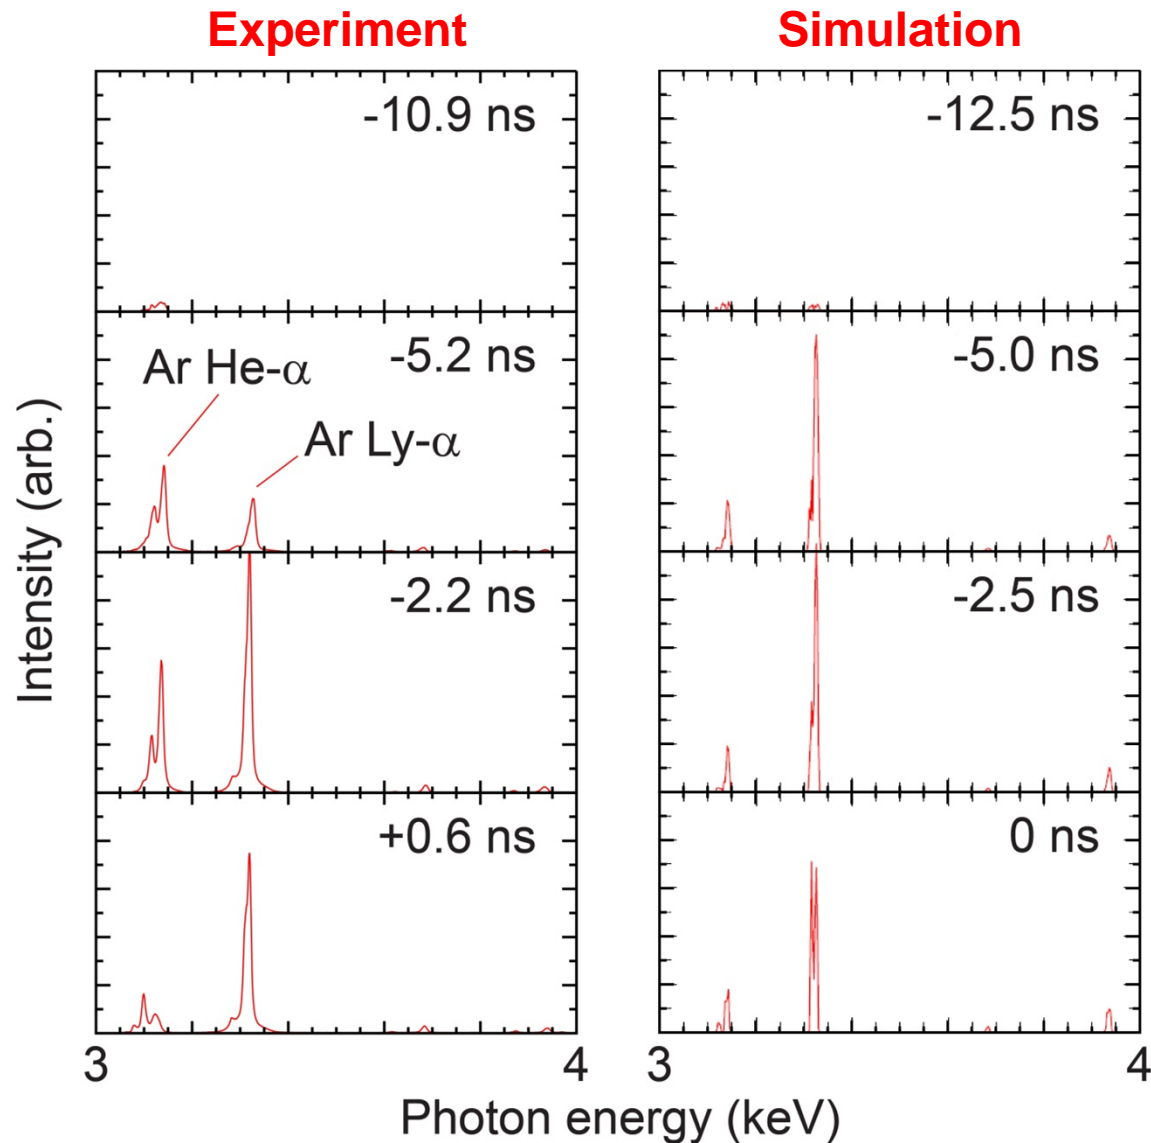 Experiment
Simulation
-10.9 ns
-12.5 ns
-5.2 ns
-5.0 ns
Ar He-α
Ar Ly-α
-2.2 ns
-2.5 ns
+0.6 ns
0 ns
Intensity (arb.)
3 4
3 4
Photon energy (keV)